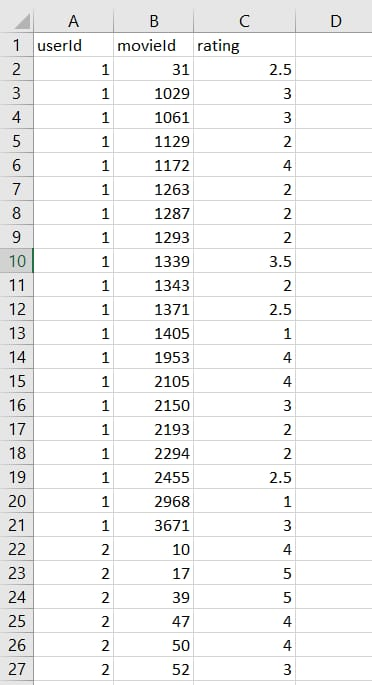 A B C D
1 userId movieId rating
2 1 31 2.5
3 1 1029 3
4 1 1061 3
5 1 1129 2
6 1 1172 4
7 1 1263 2
8 1 1287 2
9 1 1293 2
10 1 1339 3.5
11 1 1343 2
12 1 1371 2.5
13 1 1405 1
14 1 1953 4
15 1 2105 4
16 1 2150 3
17 1 2193 2
18 1 2294 2
19 1 2455 2.5
20 1 2968 1
21 1 3671 3
22 2 10 4
23 2 17 5
24 2 39 5
25 2 47 4
26 2 50 4
27 2 52 3